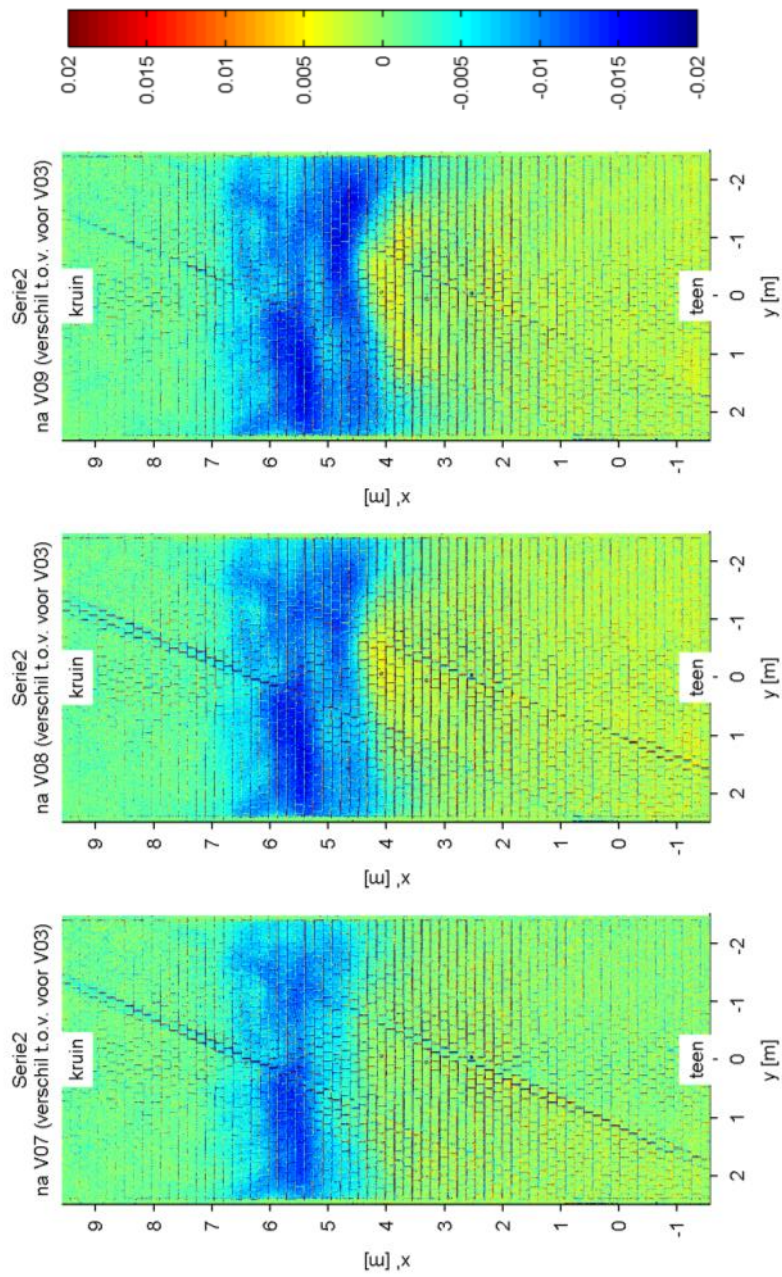 Serie2
na V07 (verschil t.o.v. voor V03)
kruin
9
8
7
6
5
4
3
2
1
0
-1
x' [m]
teen
2 1 0 -1 -2
y [m]
Serie2
na V08 (verschil t.o.v. voor V03)
kruin
9
8
7
6
5
4
3
2
1
0
-1
x' [m]
teen
2 1 0 -1 -2
y [m]
Serie2
na V09 (verschil t.o.v. voor V03)
kruin
9
8
7
6
5
4
3
2
1
0
-1
x' [m]
teen
2 1 0 -1 -2
y [m]
0.02
0.015
0.01
0.005
0
-0.005
-0.01
-0.015
-0.02